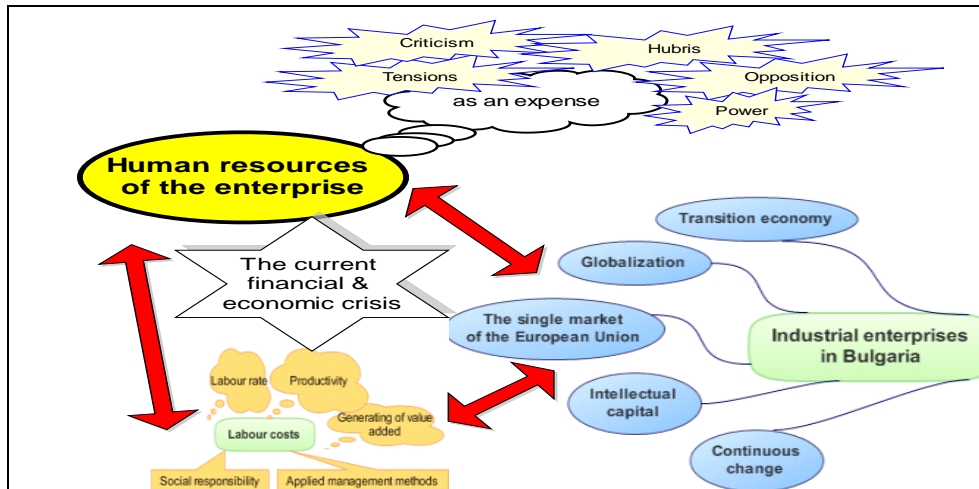 Criticism
Hubris
Tensions
Opposition
as an expense
Power
Human resources
of the enterprise
Transition economy
The current
financial &
economic crisis
Globalization
The single market
of the European Union
Industrial enterprises
in Bulgaria
Labour rate
Productivity
Intellectual
capital
Generating of value
added
Labour costs
Continuous
change
Social responsibility
Applied management methods